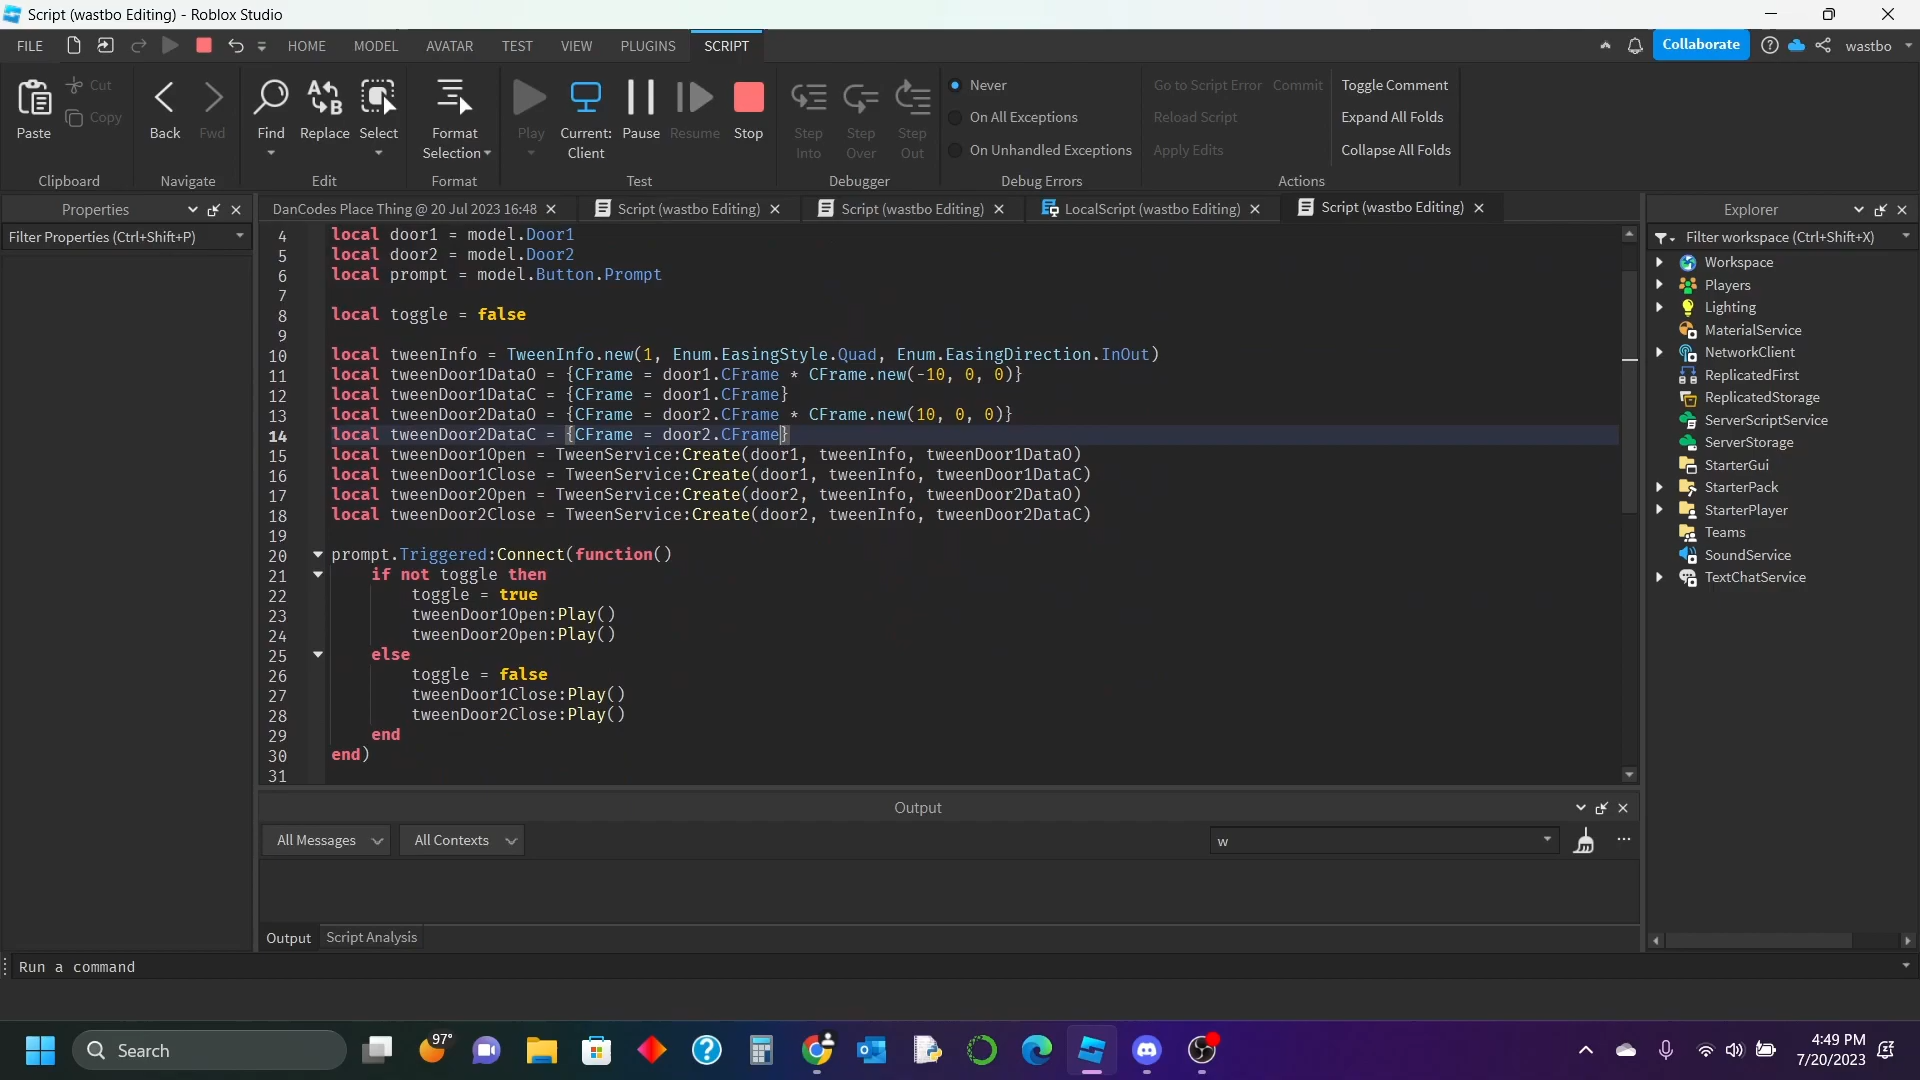 Script (wastbo Editing) - Roblox Studio
FILE
HOME
MODEL
AVATAR
TEST
VIEW
PLUGINS
SCRIPT
Collaborate
wastbo
Paste
Cut
Copy
Clipboard
Back
Fwd
Navigate
Find
Replace
Select
Edit
Format
Selection
Format
Play
Current:
Client
Pause
Resume
Stop
Test
Step
Into
Step
Over
Step
Out
Debugger
Never
On All Exceptions
On Unhandled Exceptions
Debug Errors
Go to Script Error
Commit
Reload Script
Apply Edits
Toggle Comment
Expand All Folds
Collapse All Folds
Actions
Properties
Filter Properties (Ctrl+Shift+P)
DanCodes Place Thing @ 20 Jul 2023 16:48
Script (wastbo Editing)
Script (wastbo Editing)
LocalScript (wastbo Editing)
Script (wastbo Editing)
4 local door1 = model.Door1
5 local door2 = model.Door2
6 local prompt = model.Button.Prompt
7
8 local toggle = false
9
10 local tweenInfo = TweenInfo.new(1, Enum.EasingStyle.Quad, Enum.EasingDirection.InOut)
11 local tweenDoor1DataO = {CFrame = door1.CFrame * CFrame.new(-10, 0, 0)}
12 local tweenDoor1DataC = {CFrame = door1.CFrame}
13 local tweenDoor2DataO = {CFrame = door2.CFrame * CFrame.new(10, 0, 0)}
14 local tweenDoor2DataC = {CFrame = door2.CFrame}
15 local tweenDoor1Open = TweenService:Create(door1, tweenInfo, tweenDoor1DataO)
16 local tweenDoor1Close = TweenService:Create(door1, tweenInfo, tweenDoor1DataC)
17 local tweenDoor2Open = TweenService:Create(door2, tweenInfo, tweenDoor2DataO)
18 local tweenDoor2Close = TweenService:Create(door2, tweenInfo, tweenDoor2DataC)
19
20 prompt.Triggered:Connect(function()
21 if not toggle then
22 toggle = true
23 tweenDoor1Open:Play()
24 tweenDoor2Open:Play()
25 else
26 toggle = false
27 tweenDoor1Close:Play()
28 tweenDoor2Close:Play()
29 end
30 end)
31
Explorer
Filter workspace (Ctrl+Shift+X)
Workspace
Players
Lighting
MaterialService
NetworkClient
ReplicatedFirst
ReplicatedStorage
ServerScriptService
ServerStorage
StarterGui
StarterPack
StarterPlayer
Teams
SoundService
TextChatService
Output
All Messages
All Contexts
w
Output
Script Analysis
Run a command
Search
97°
4:49 PM
7/20/2023